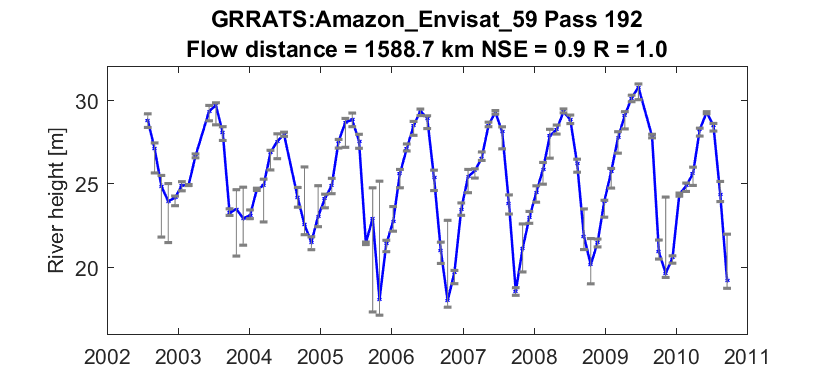 GRRATS:Amazon_Envisat_59 Pass 192
Flow distance = 1588.7 km NSE = 0.9 R = 1.0
River height [m]
30
25
20
2002 2003 2004 2005 2006 2007 2008 2009 2010 2011